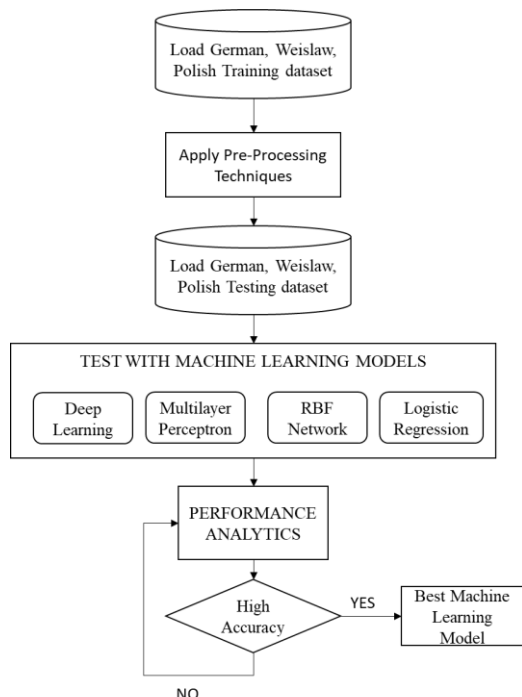 Load German, Weislaw,
Polish Training dataset
Apply Pre-Processing
Techniques
Load German, Weislaw,
Polish Testing dataset
TEST WITH MACHINE LEARNING MODELS
Deep
Learning
Multilayer
Perceptron
RBF
Network
Logistic
Regression
PERFORMANCE
ANALYTICS
High
Accuracy
YES
Best Machine
Learning
Model
NO